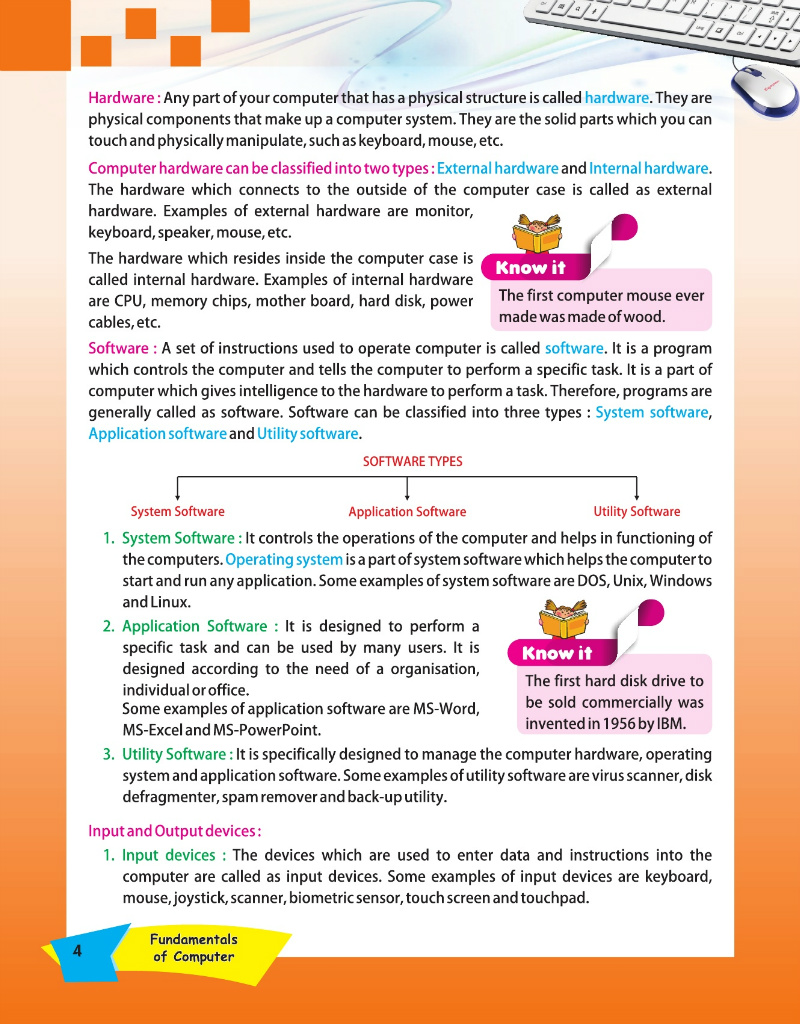 Hardware : Any part of your computer that has a physical structure is called hardware. They are
physical components that make up a computer system. They are the solid parts which you can
touch and physically manipulate, such as keyboard, mouse, etc.
Computer hardware can be classified into two types : External hardware and Internal hardware.
The hardware which connects to the outside of the computer case is called as external
hardware. Examples of external hardware are monitor,
keyboard, speaker, mouse, etc.
The hardware which resides inside the computer case is
called internal hardware. Examples of internal hardware
are CPU, memory chips, mother board, hard disk, power
cables, etc.
Know it
The first computer mouse ever
made was made of wood.
Software : A set of instructions used to operate computer is called software. It is a program
which controls the computer and tells the computer to perform a specific task. It is a part of
computer which gives intelligence to the hardware to perform a task. Therefore, programs are
generally called as software. Software can be classified into three types : System software,
Application software and Utility software.
SOFTWARE TYPES
System Software Application Software Utility Software
1. System Software : It controls the operations of the computer and helps in functioning of
the computers. Operating system is a part of system software which helps the computer to
start and run any application. Some examples of system software are DOS, Unix, Windows
and Linux.
2. Application Software : It is designed to perform a
specific task and can be used by many users. It is
designed according to the need of a organisation,
individual or office.
Some examples of application software are MS-Word,
MS-Excel and MS-PowerPoint.
Know it
The first hard disk drive to
be sold commercially was
invented in 1956 by IBM.
3. Utility Software : It is specifically designed to manage the computer hardware, operating
system and application software. Some examples of utility software are virus scanner, disk
defragmenter, spam remover and back-up utility.
Input and Output devices :
1. Input devices : The devices which are used to enter data and instructions into the
computer are called as input devices. Some examples of input devices are keyboard,
mouse, joystick, scanner, biometric sensor, touch screen and touchpad.
4
Fundamentals
of Computer